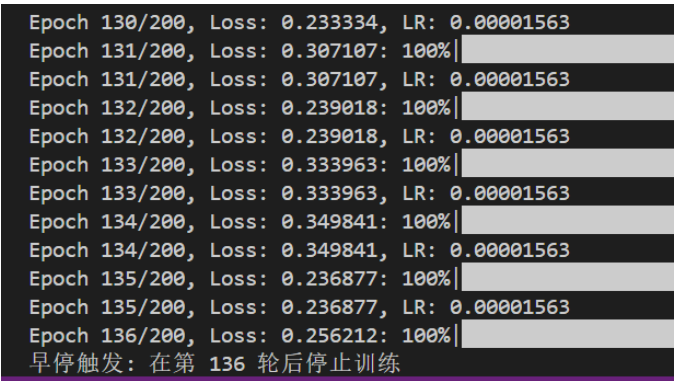 Epoch 130/200, Loss: 0.233334, LR: 0.00001563
Epoch 131/200, Loss: 0.307107: 100%|
Epoch 131/200, Loss: 0.307107, LR: 0.00001563
Epoch 132/200, Loss: 0.239018: 100%|
Epoch 132/200, Loss: 0.239018, LR: 0.00001563
Epoch 133/200, Loss: 0.333963: 100%|
Epoch 133/200, Loss: 0.333963, LR: 0.00001563
Epoch 134/200, Loss: 0.349841: 100%|
Epoch 134/200, Loss: 0.349841, LR: 0.00001563
Epoch 135/200, Loss: 0.236877: 100%|
Epoch 135/200, Loss: 0.236877, LR: 0.00001563
Epoch 136/200, Loss: 0.256212: 100%|
早停触发: 在第 136 轮后停止训练